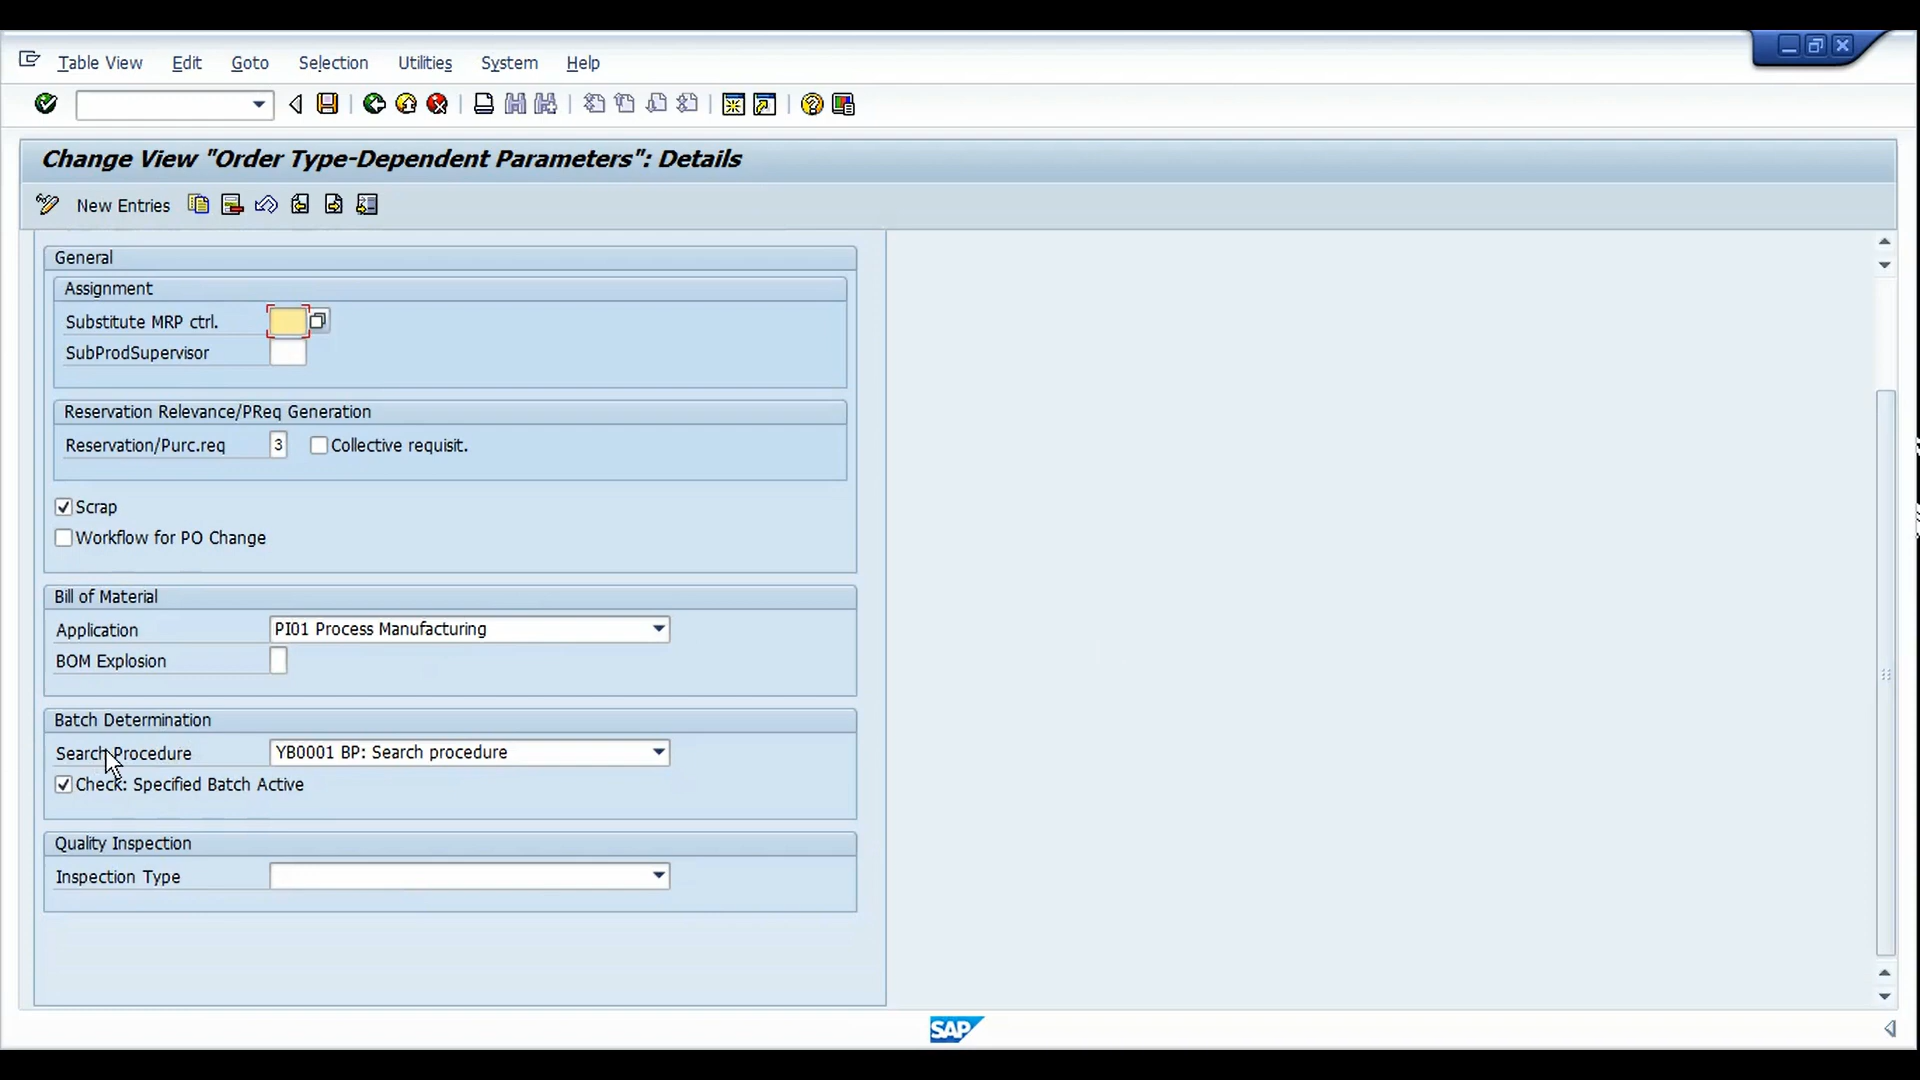 Table View Edit Goto Selection Utilities System Help
Change View "Order Type-Dependent Parameters": Details
New Entries
General
Assignment
Substitute MRP ctrl.
SubProdSupervisor
Reservation Relevance/PReq Generation
Reservation/Purc.req 3 Collective requisit.
Scrap
Workflow for PO Change
Bill of Material
Application PI01 Process Manufacturing
BOM Explosion
Batch Determination
Search Procedure YB0001 BP: Search procedure
Check: Specified Batch Active
Quality Inspection
Inspection Type
SAP